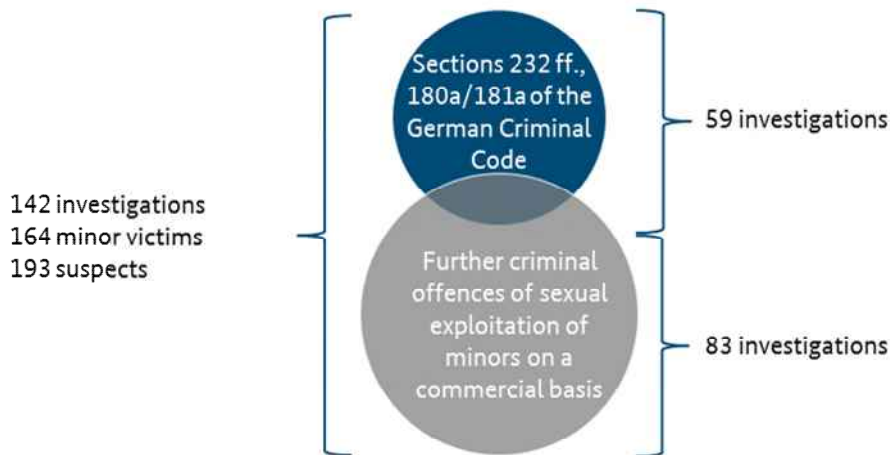 142 investigations
164 minor victims
193 suspects
Sections 232 ff.,
180a/181a of the
German Criminal
Code
59 investigations
Further criminal
offences of sexual
exploitation of
minors on a
commercial basis
83 investigations